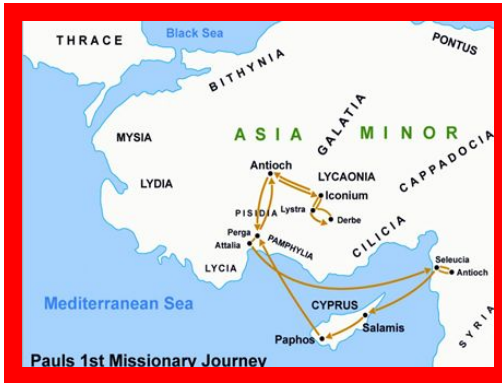 Black Sea
THRACE
PONTUS
BITHYNIA
GALATIA
ASIA MINOR
MYSIA
CAPPADOCIA
Antioch
LYCAONIA
LYDIA
Iconium
Lystra
PISIDIA
Derbe
Perga
PAMPHYLIA
CILICIA
Attalia
LYCIA
Seleucia
Antioch
Mediterranean Sea
CYPRUS
Salamis
SYRIA
Paphos
Pauls 1st Missionary Journey